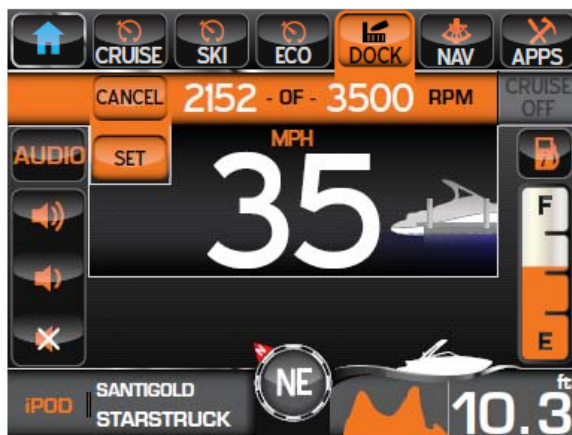 CRUISE SKI ECO DOCK NAV APPS
CANCEL 2152 - OF - 3500 RPM CRUISE OFF
AUDIO SET MPH
35
F
E
NE
ft
iPOD SANTIGOLD
STARSTRUCK
10.3